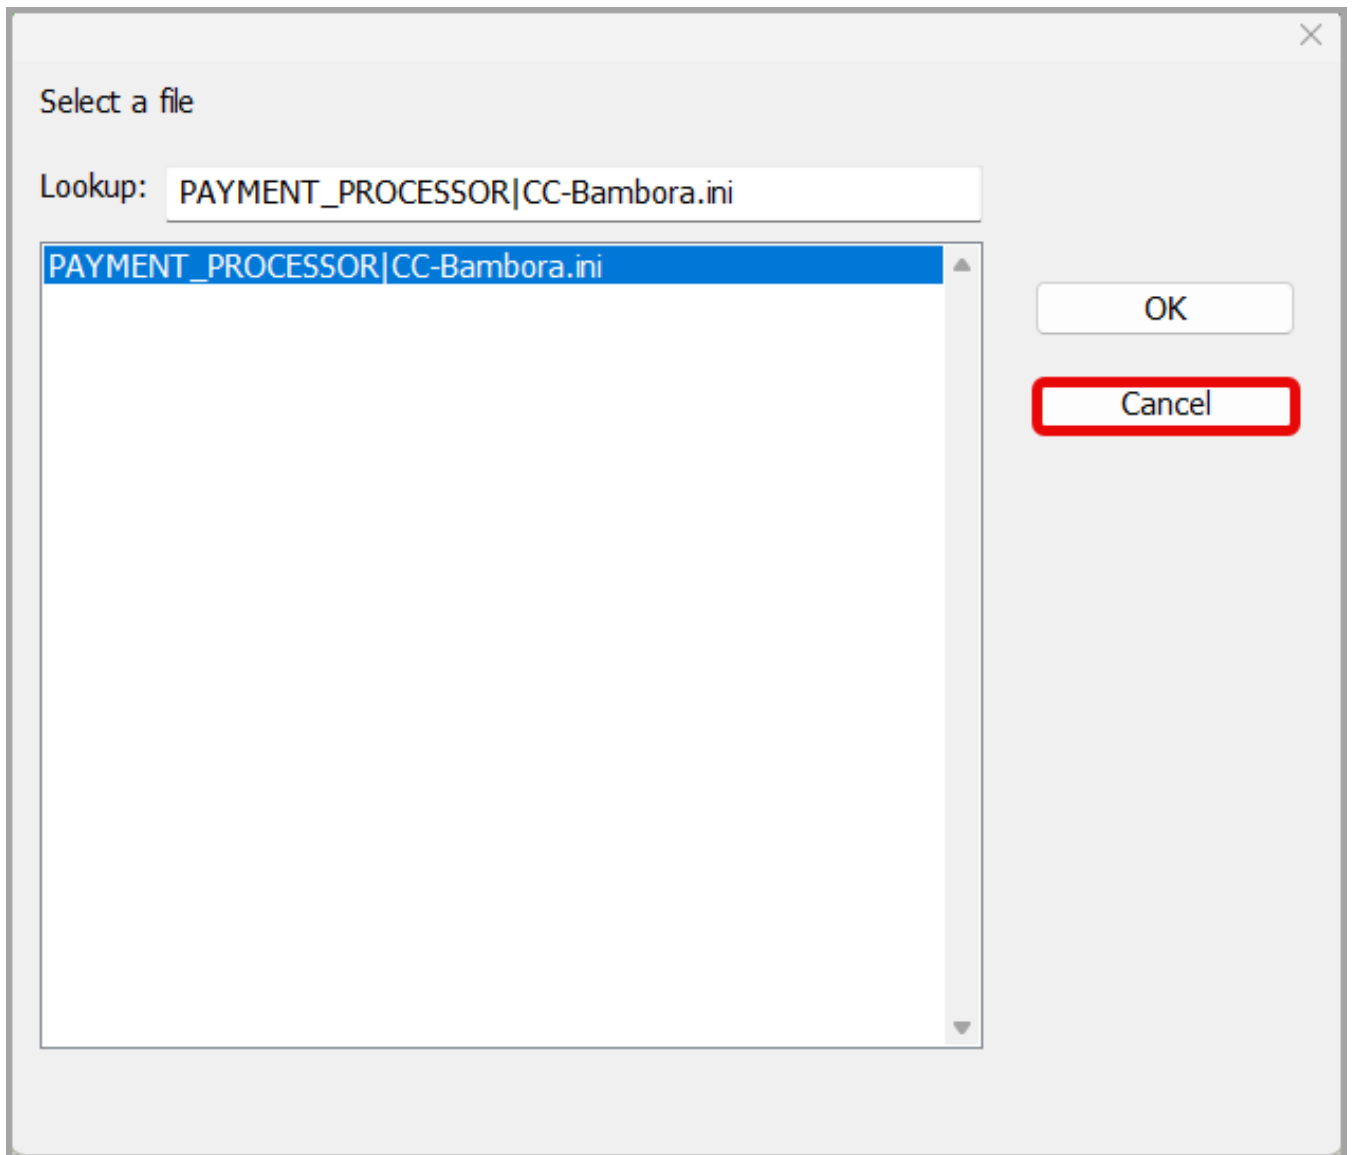 Select a file
Lookup: PAYMENT_PROCESSOR|CC-Bambora.ini
PAYMENT_PROCESSOR|CC-Bambora.ini
OK
Cancel